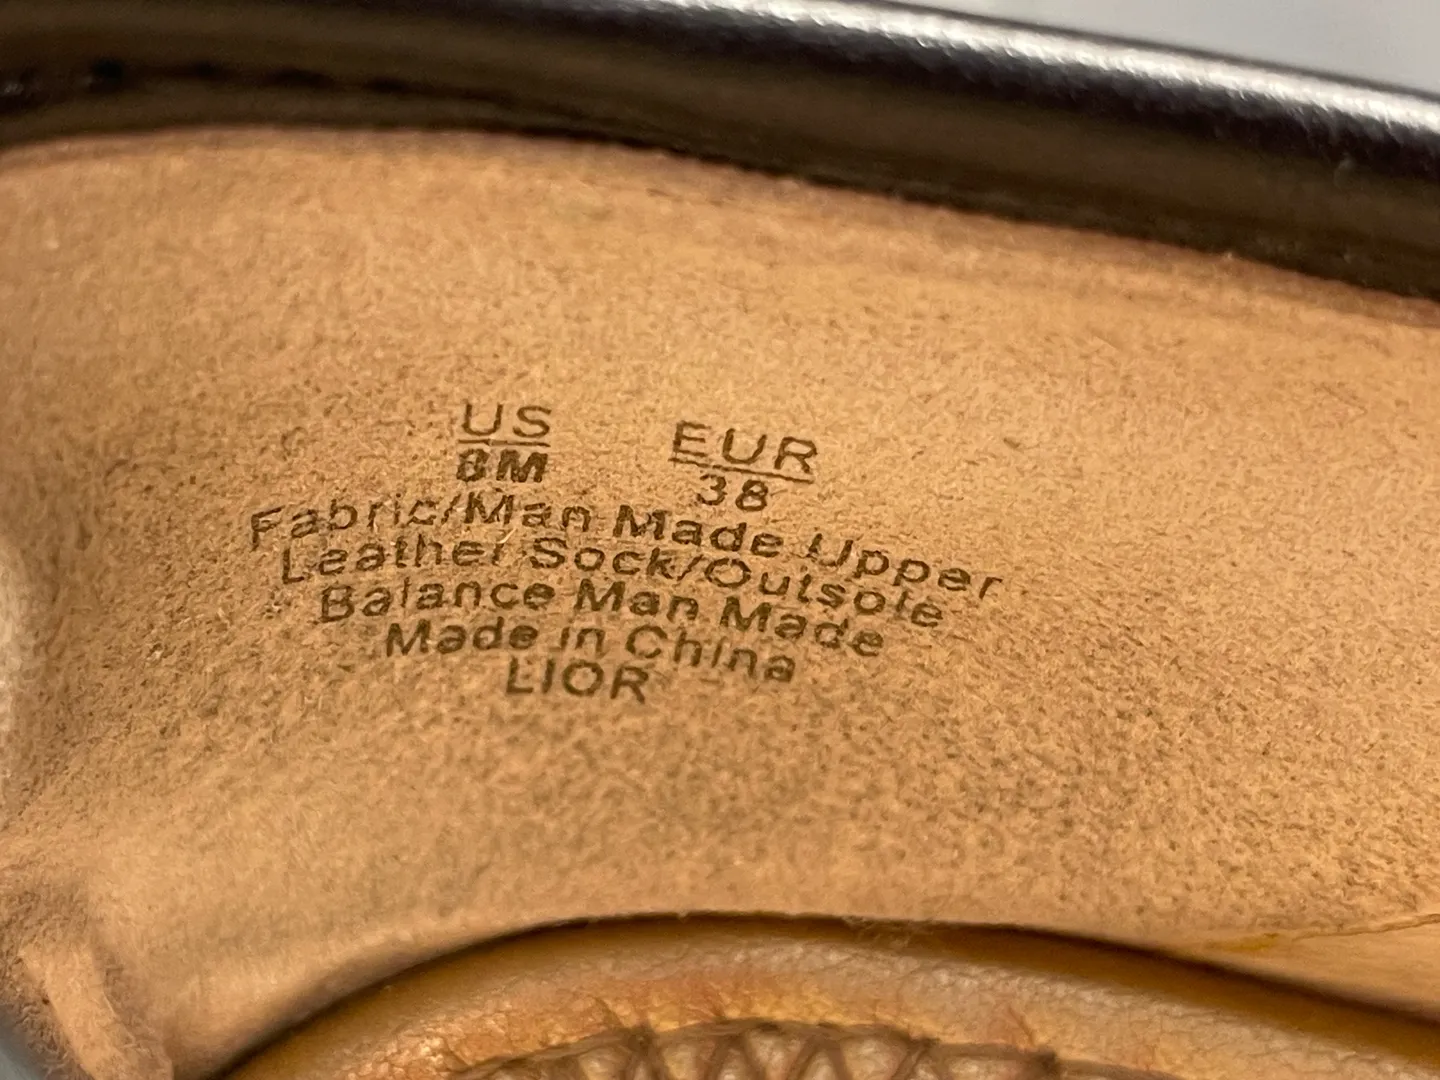 US EUR
8M 38
Fabric/Man Made Upper
Leather Sock/Outsole
Balance Man Made
Made in China
LIOR